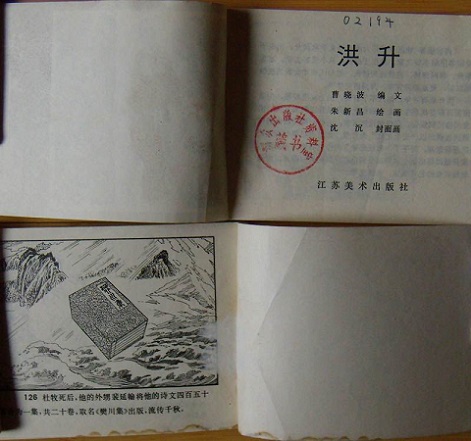 02194
洪升
曹晓波 编文
朱新昌 绘画
沈沉 封面画
江苏美术出版社
126 杜牧死后，他的外甥裴延翰将他的诗文四百五十
为一集，共二十卷，取名《樊川集》出版，流传千秋。